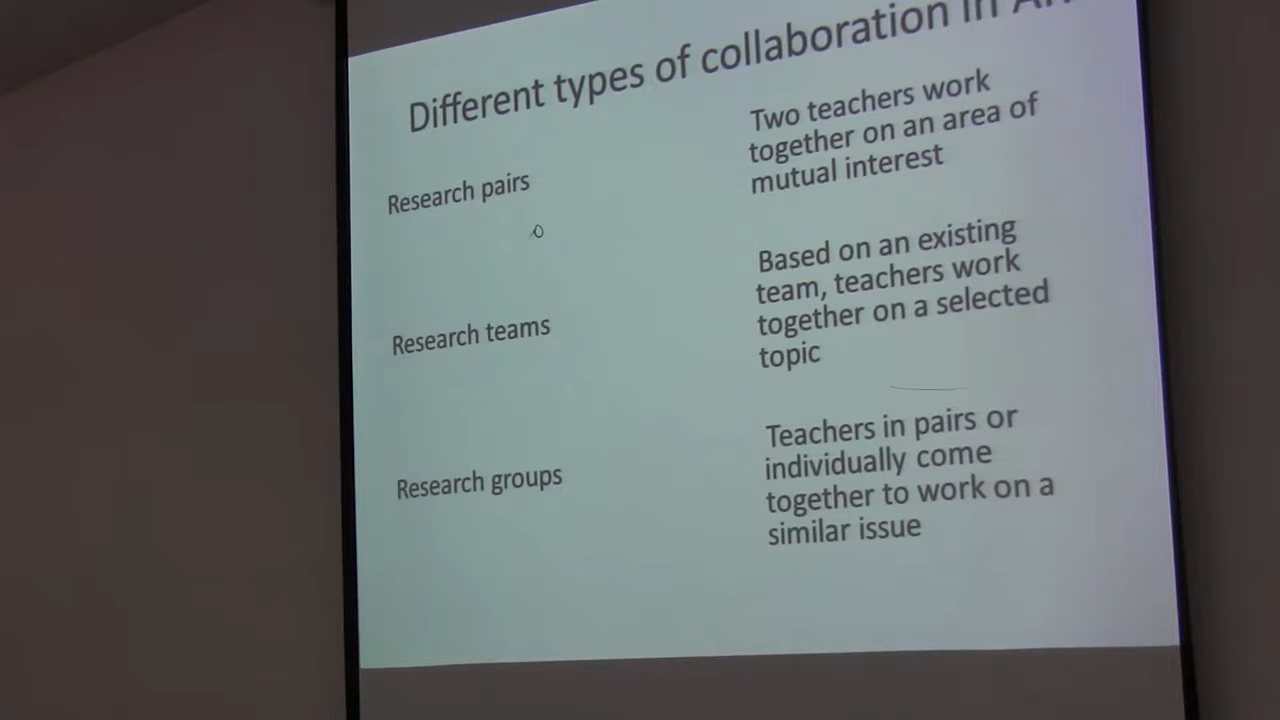 Different types of collaboration in
Research pairs
Two teachers work
together on an area of
mutual interest
Research teams
Based on an existing
team, teachers work
together on a selected
topic
Research groups
Teachers in pairs or
individually come
together to work on a
similar issue